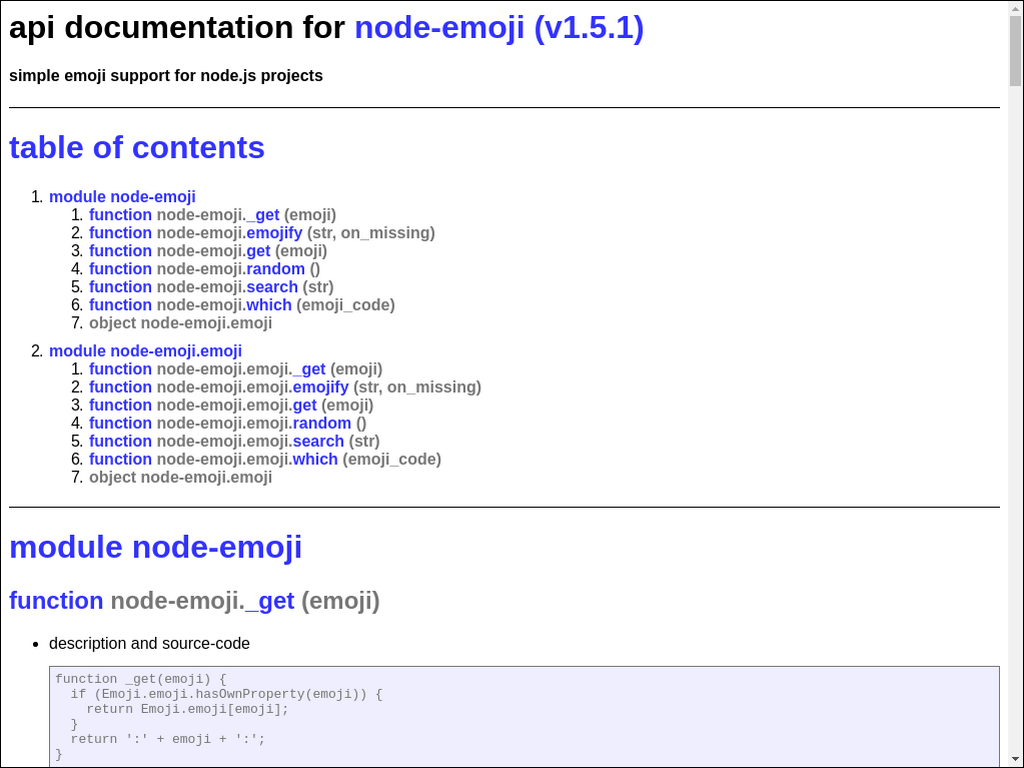 api documentation for node-emoji (v1.5.1)
simple emoji support for node.js projects
table of contents
1. module node-emoji
1. function node-emoji._get (emoji)
2. function node-emoji.emojify (str, on_missing)
3. function node-emoji.get (emoji)
4. function node-emoji.random ()
5. function node-emoji.search (str)
6. function node-emoji.which (emoji_code)
7. object node-emoji.emoji
2. module node-emoji.emoji
1. function node-emoji.emoji._get (emoji)
2. function node-emoji.emoji.emojify (str, on_missing)
3. function node-emoji.emoji.get (emoji)
4. function node-emoji.emoji.random ()
5. function node-emoji.emoji.search (str)
6. function node-emoji.emoji.which (emoji_code)
7. object node-emoji.emoji
module node-emoji
function node-emoji._get (emoji)
• description and source-code
function _get(emoji) {
  if (Emoji.emoji.hasOwnProperty(emoji)) {
    return Emoji.emoji[emoji];
  }
  return ':' + emoji + ':';
}